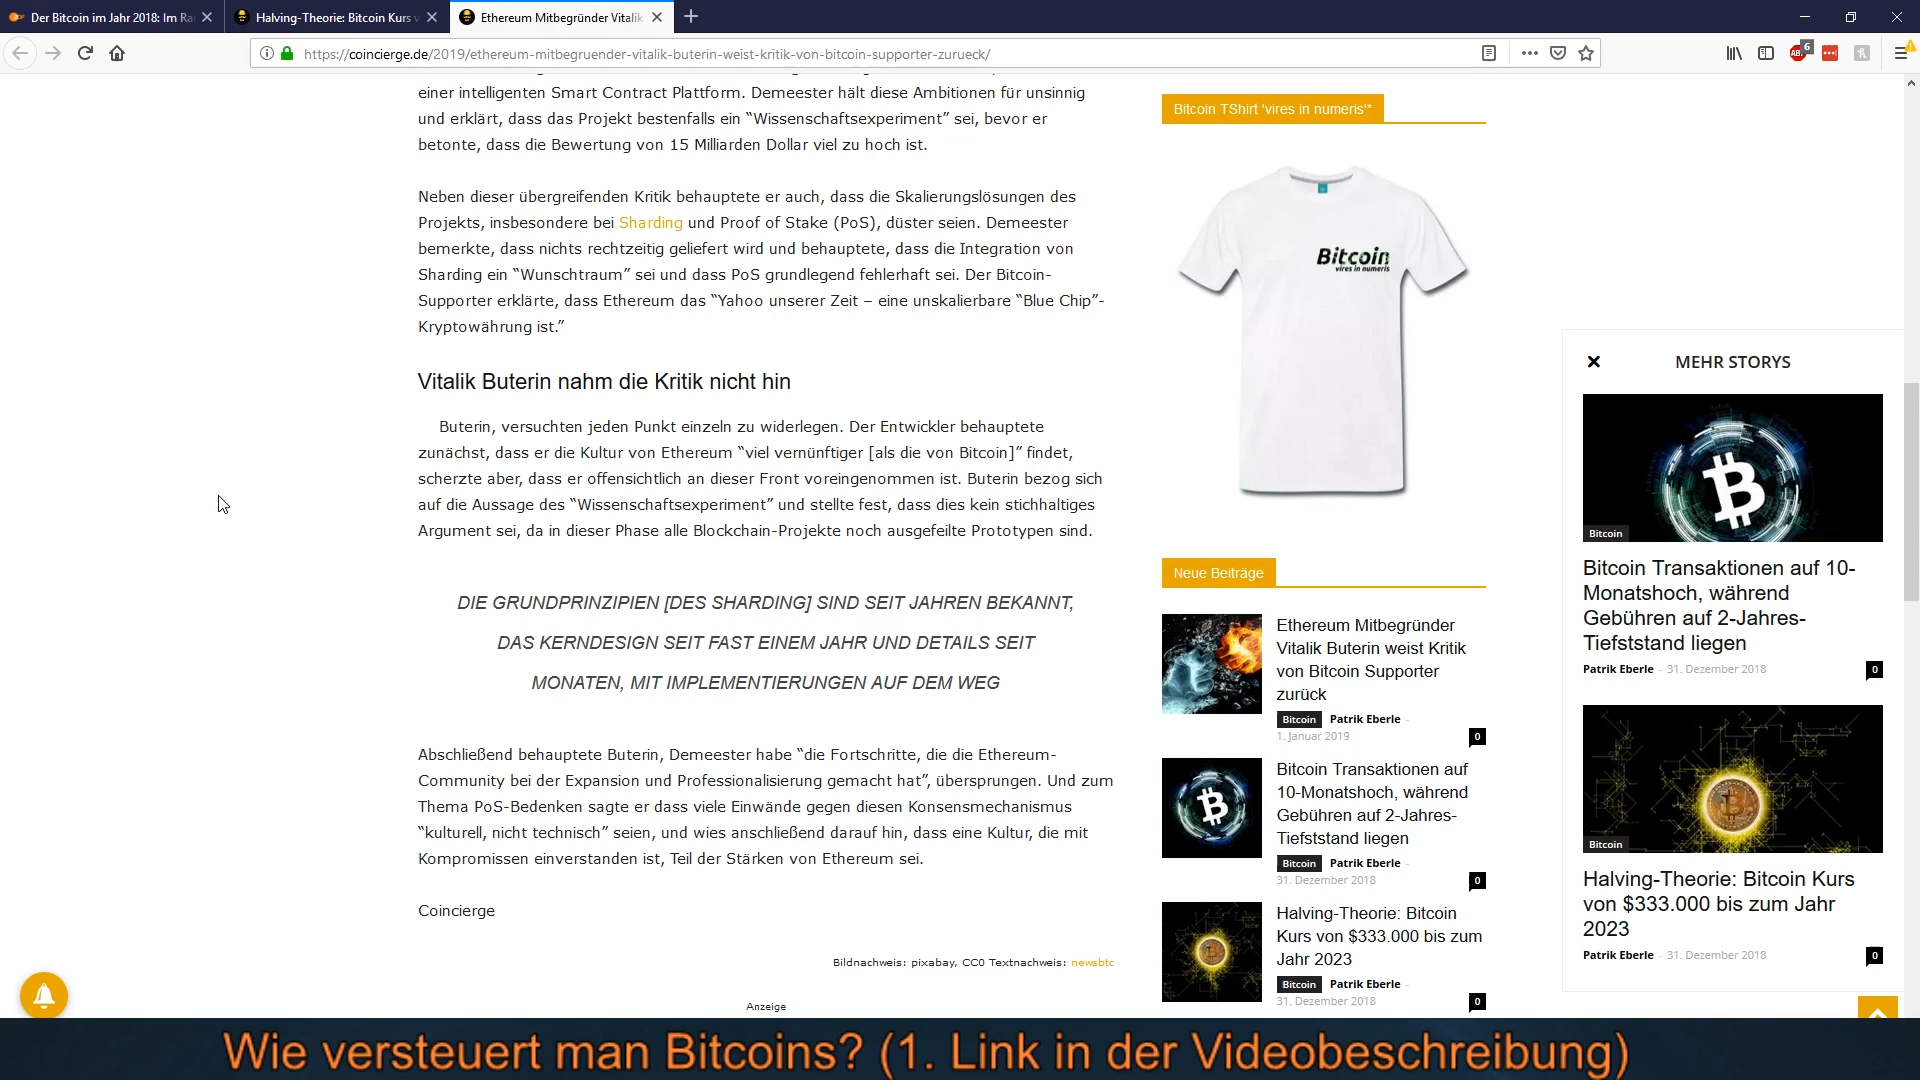 Der Bitcoin im Jahr 2018: Im Ra
Halving-Theorie: Bitcoin Kurs v
Ethereum Mitbegründer Vitalik
https://coincierge.de/2019/ethereum-mitbegruender-vitalik-buterin-weist-kritik-von-bitcoin-supporter-zurueck/
6
einer intelligenten Smart Contract Plattform. Demeester hält diese Ambitionen für unsinnig
und erklärt, dass das Projekt bestenfalls ein “Wissenschaftsexperiment” sei, bevor er
betonte, dass die Bewertung von 15 Milliarden Dollar viel zu hoch ist.
Neben dieser übergreifenden Kritik behauptete er auch, dass die Skalierungslösungen des
Projekts, insbesondere bei Sharding und Proof of Stake (PoS), düster seien. Demeester
bemerkte, dass nichts rechtzeitig geliefert wird und behauptete, dass die Integration von
Sharding ein “Wunschtraum” sei und dass PoS grundlegend fehlerhaft sei. Der Bitcoin-
Supporter erklärte, dass Ethereum das “Yahoo unserer Zeit – eine unskalierbare “Blue Chip”-
Kryptowährung ist.”
Vitalik Buterin nahm die Kritik nicht hin
Buterin, versuchten jeden Punkt einzeln zu widerlegen. Der Entwickler behauptete
zunächst, dass er die Kultur von Ethereum “viel vernünftiger [als die von Bitcoin]” findet,
scherzte aber, dass er offensichtlich an dieser Front voreingenommen ist. Buterin bezog sich
auf die Aussage des “Wissenschaftsexperiment” und stellte fest, dass dies kein stichhaltiges
Argument sei, da in dieser Phase alle Blockchain-Projekte noch ausgefeilte Prototypen sind.
DIE GRUNDPRINZIPIEN [DES SHARDING] SIND SEIT JAHREN BEKANNT,
DAS KERNDESIGN SEIT FAST EINEM JAHR UND DETAILS SEIT
MONATEN, MIT IMPLEMENTIERUNGEN AUF DEM WEG
Abschließend behauptete Buterin, Demeester habe “die Fortschritte, die die Ethereum-
Community bei der Expansion und Professionalisierung gemacht hat”, übersprungen. Und zum
Thema PoS-Bedenken sagte er dass viele Einwände gegen diesen Konsensmechanismus
“kulturell, nicht technisch” seien, und wies anschließend darauf hin, dass eine Kultur, die mit
Kompromissen einverstanden ist, Teil der Stärken von Ethereum sei.
Coincierge
Bildnachweis: pixabay, CC0 Textnachweis: newsbtc
Anzeige
Bitcoin TShirt 'vires in numeris'*
Bitcoin
vires in numeris
Neue Beiträge
Ethereum Mitbegründer
Vitalik Buterin weist Kritik
von Bitcoin Supporter
zurück
Bitcoin Patrik Eberle -
1. Januar 2019
0
Bitcoin Transaktionen auf
10-Monatshoch, während
Gebühren auf 2-Jahres-
Tiefststand liegen
Bitcoin Patrik Eberle -
31. Dezember 2018
0
Halving-Theorie: Bitcoin
Kurs von $333.000 bis zum
Jahr 2023
Bitcoin Patrik Eberle -
31. Dezember 2018
0
MEHR STORYS
Bitcoin
Bitcoin Transaktionen auf 10-
Monatshoch, während
Gebühren auf 2-Jahres-
Tiefststand liegen
Patrik Eberle - 31. Dezember 2018
0
Bitcoin
Halving-Theorie: Bitcoin Kurs
von $333.000 bis zum Jahr
2023
Patrik Eberle - 31. Dezember 2018
0
Wie versteuert man Bitcoins? (1. Link in der Videobeschreibung)